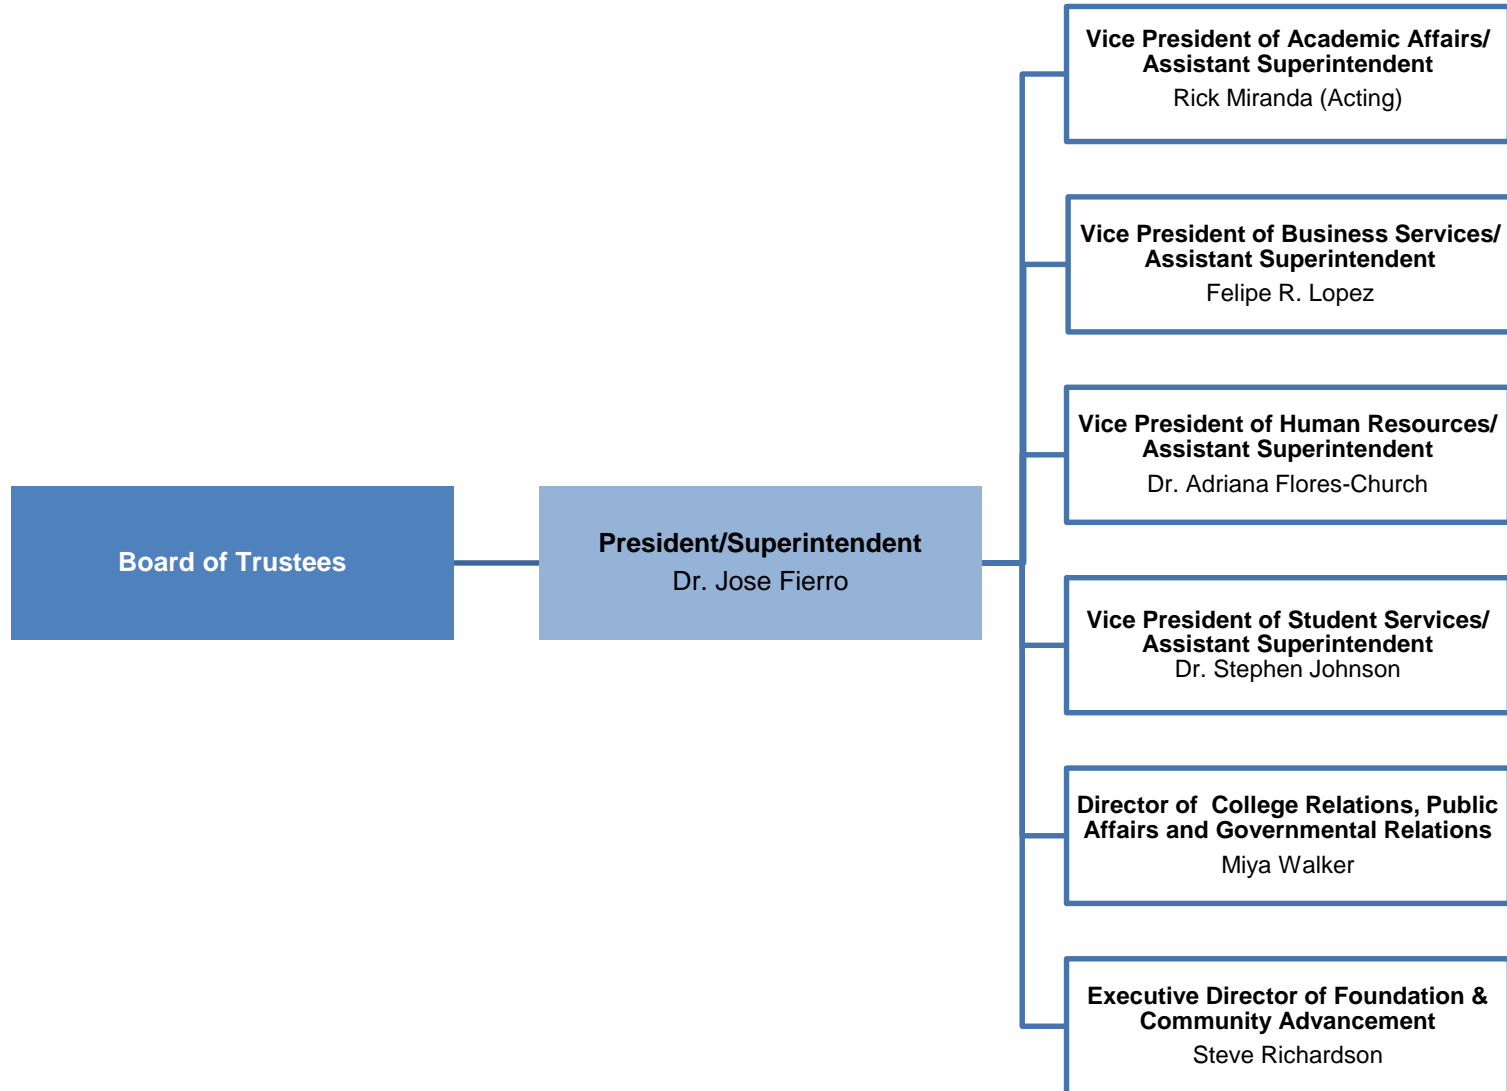 Board of Trustees
President/Superintendent
Dr. Jose Fierro
Vice President of Academic Affairs/
Assistant Superintendent
Rick Miranda (Acting)
Vice President of Business Services/
Assistant Superintendent
Felipe R. Lopez
Vice President of Human Resources/
Assistant Superintendent
Dr. Adriana Flores-Church
Vice President of Student Services/
Assistant Superintendent
Dr. Stephen Johnson
Director of  College Relations, Public
Affairs and Governmental Relations
Miya Walker
Executive Director of Foundation &
Community Advancement
Steve Richardson